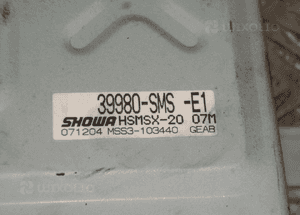 39980-SMS -E1
SHOWA HSMSX-20 07M
071204 MSS3-103440 GEAB